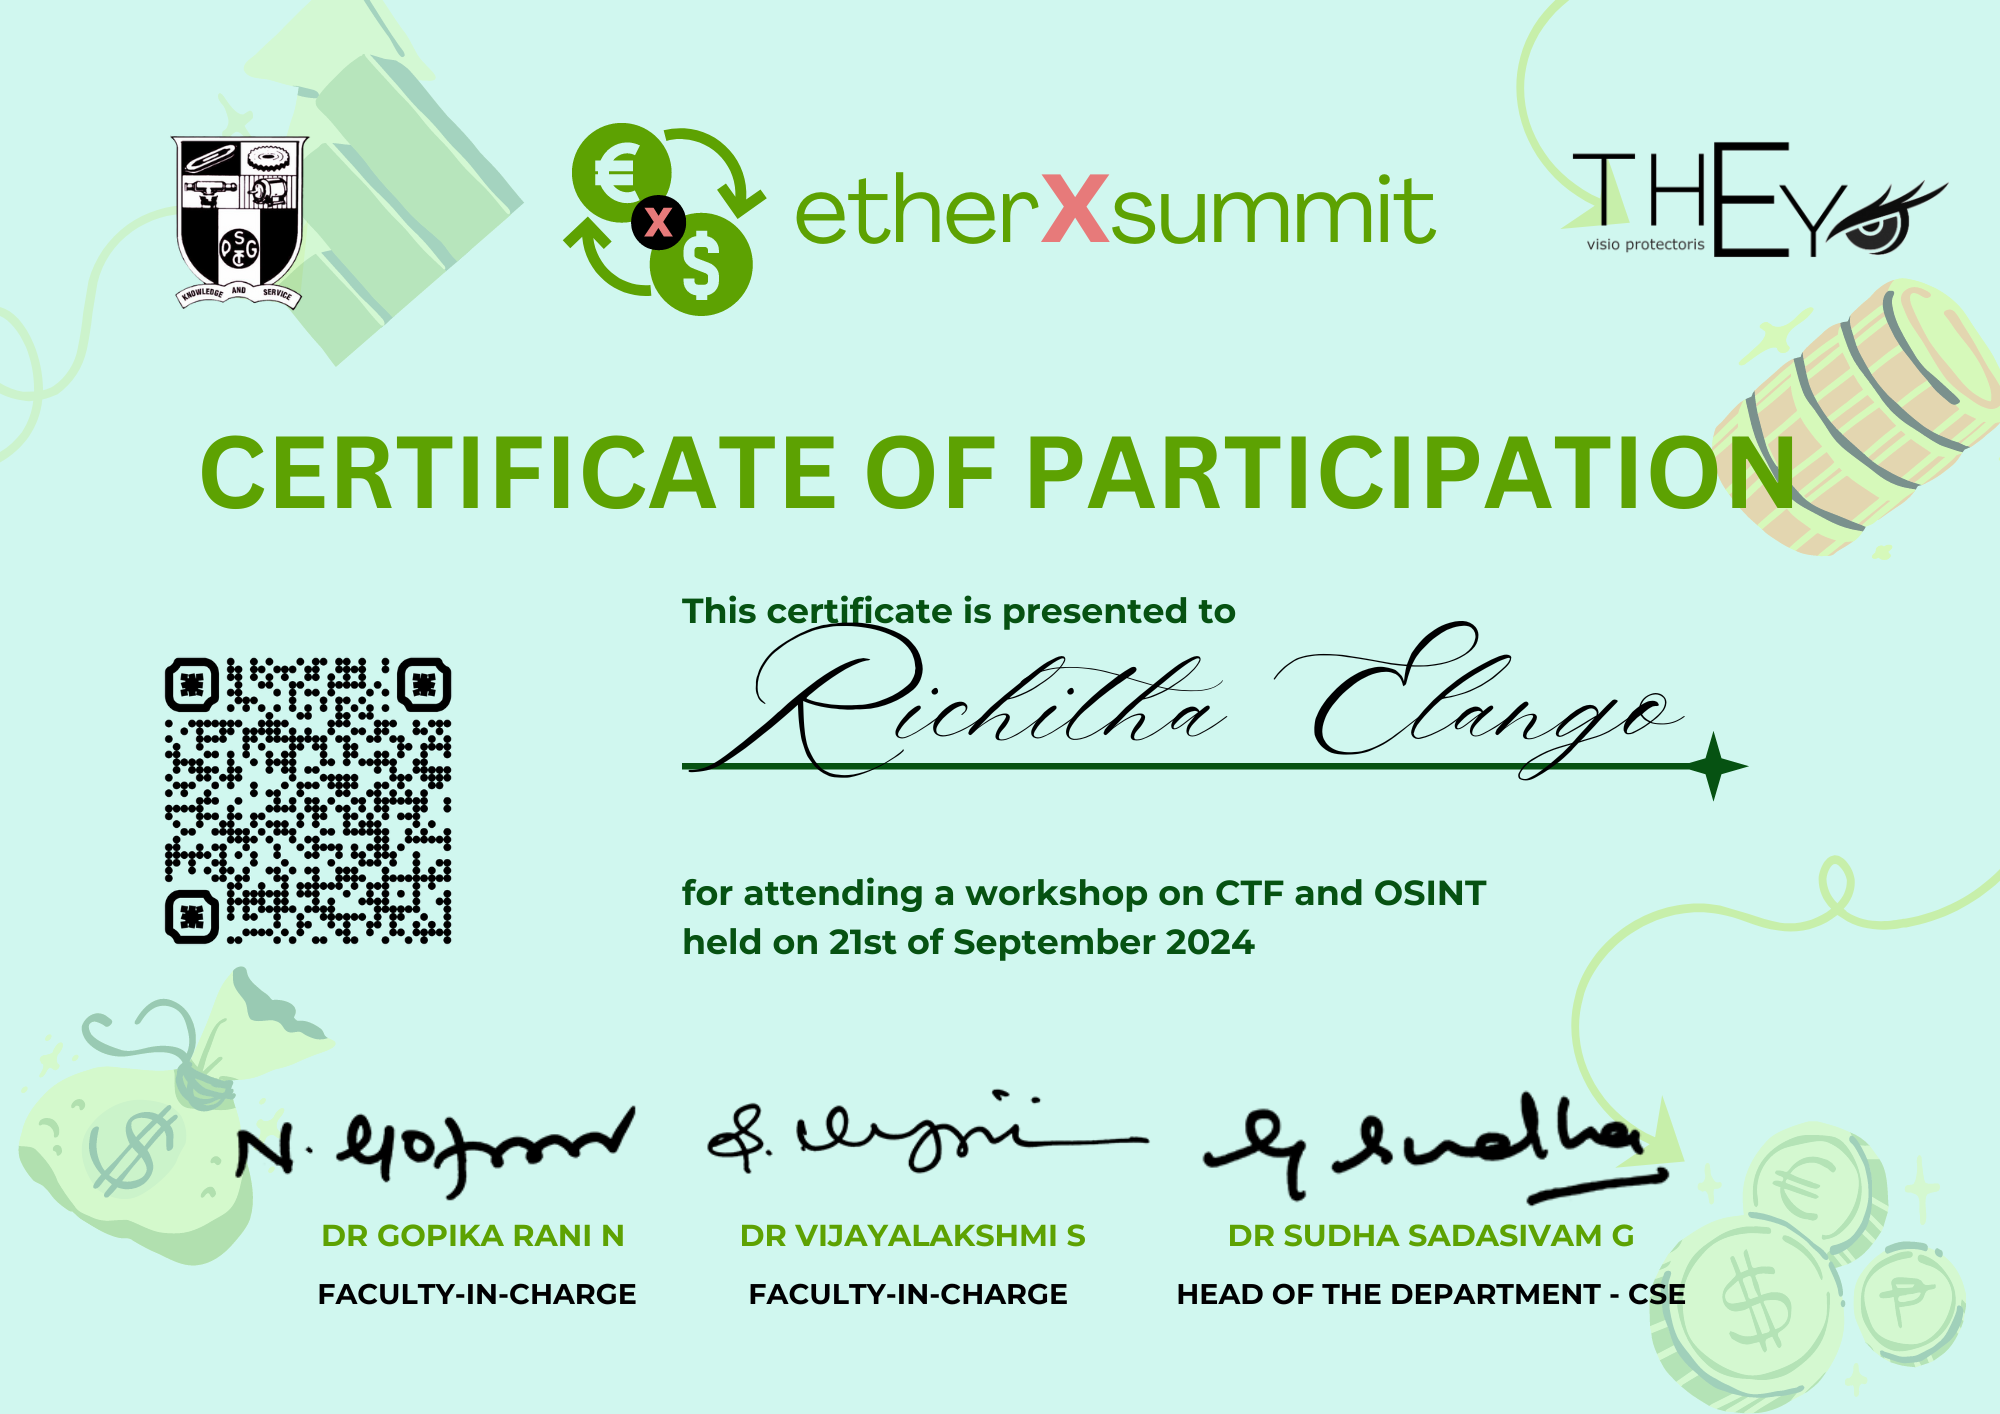 PSG
CT
KNOWLEDGE AND SERVICE
€
X
$
etherXsummit
THEY
visio protectoris
CERTIFICATE OF PARTICIPATION
This certificate is presented to
Richitha Elango
for attending a workshop on CTF and OSINT
held on 21st of September 2024
N. Gopika
S. Vijayi
G Sudha
DR GOPIKA RANI N
DR VIJAYALAKSHMI S
DR SUDHA SADASIVAM G
FACULTY-IN-CHARGE
FACULTY-IN-CHARGE
HEAD OF THE DEPARTMENT - CSE